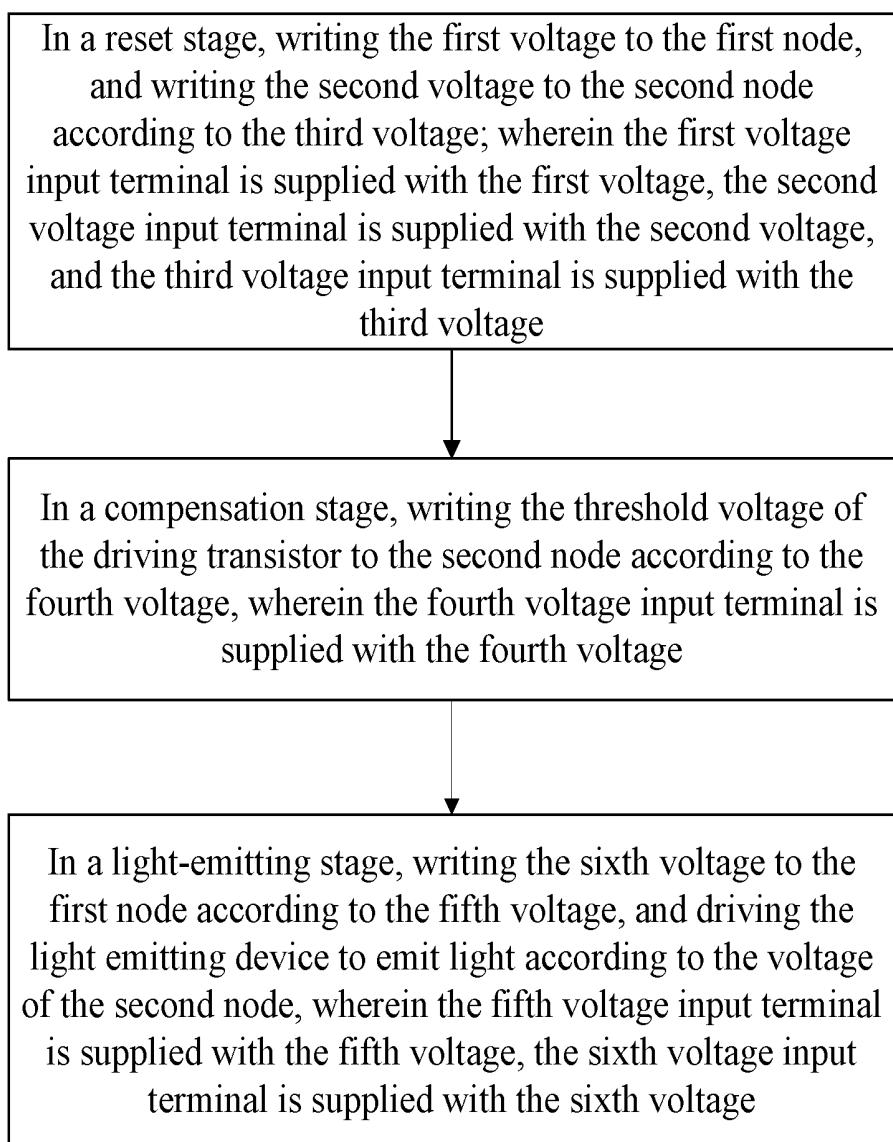 In a reset stage, writing the first voltage to the first node,
and writing the second voltage to the second node
according to the third voltage; wherein the first voltage
input terminal is supplied with the first voltage, the second
voltage input terminal is supplied with the second voltage,
and the third voltage input terminal is supplied with the
third voltage
In a compensation stage, writing the threshold voltage of
the driving transistor to the second node according to the
fourth voltage, wherein the fourth voltage input terminal is
supplied with the fourth voltage
In a light-emitting stage, writing the sixth voltage to the
first node according to the fifth voltage, and driving the
light emitting device to emit light according to the voltage
of the second node, wherein the fifth voltage input terminal
is supplied with the fifth voltage, the sixth voltage input
terminal is supplied with the sixth voltage